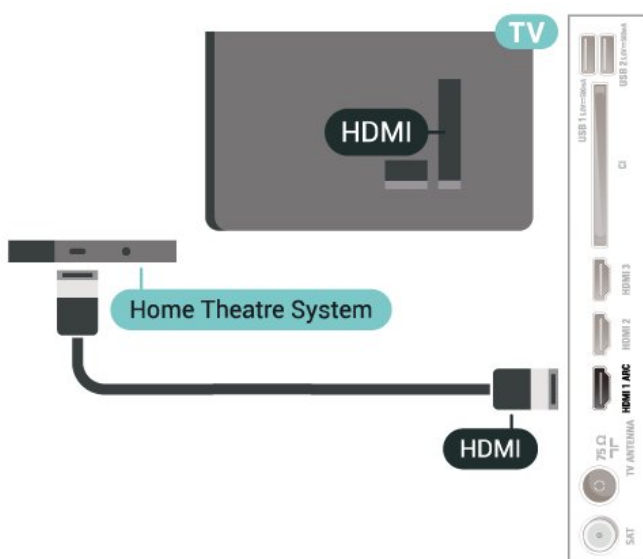 TV
HDMI
Home Theatre System
HDMI
USB 2
USB 1
CI
HDMI 3
HDMI 2
HDMI 1 ARC
75 Ω
TV ANTENNA
SAT